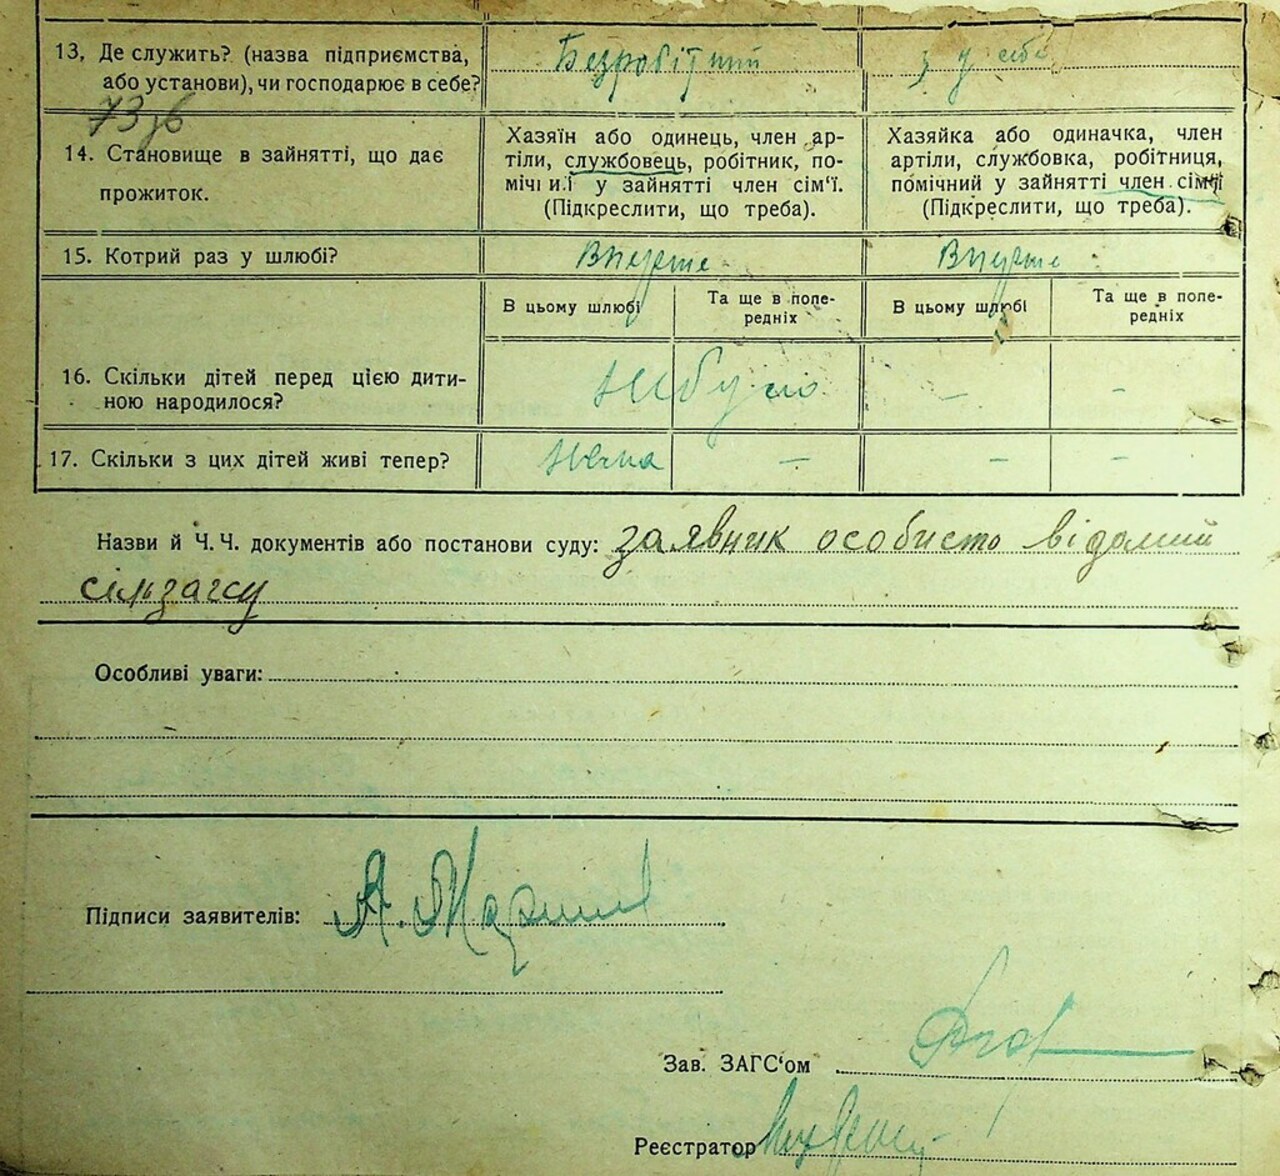 13. Де служить? (назва підприємства, Безробітний у себе
або установи), чи господарює в себе?
14. Становище в зайнятті, що дає прожиток.
Хазяїн або одинець, член ар-
тіли, службовець, робітник, по-
мічний у зайнятті член сім'ї.
(Підкреслити, що треба).
Хазяйка або одиначка, член
артіли, службовка, робітниця,
помічний у зайнятті член сім'ї
(Підкреслити, що треба).
15. Котрий раз у шлюбі? Вперше Вперше
В цьому шлюбі
Та ще в попе-
редніх
В цьому шлюбі
Та ще в попе-
редніх
16. Скільки дітей перед цією дити- не було – –
ною народилося?
17. Скільки з цих дітей живі тепер? нема – – –
Назви й Ч. Ч. документів або постанови суду: заявник особисто відомий
сільзагсу
Особливі уваги:
Підписи заявителів:
Зав. ЗАГС'ом
Реєстратор